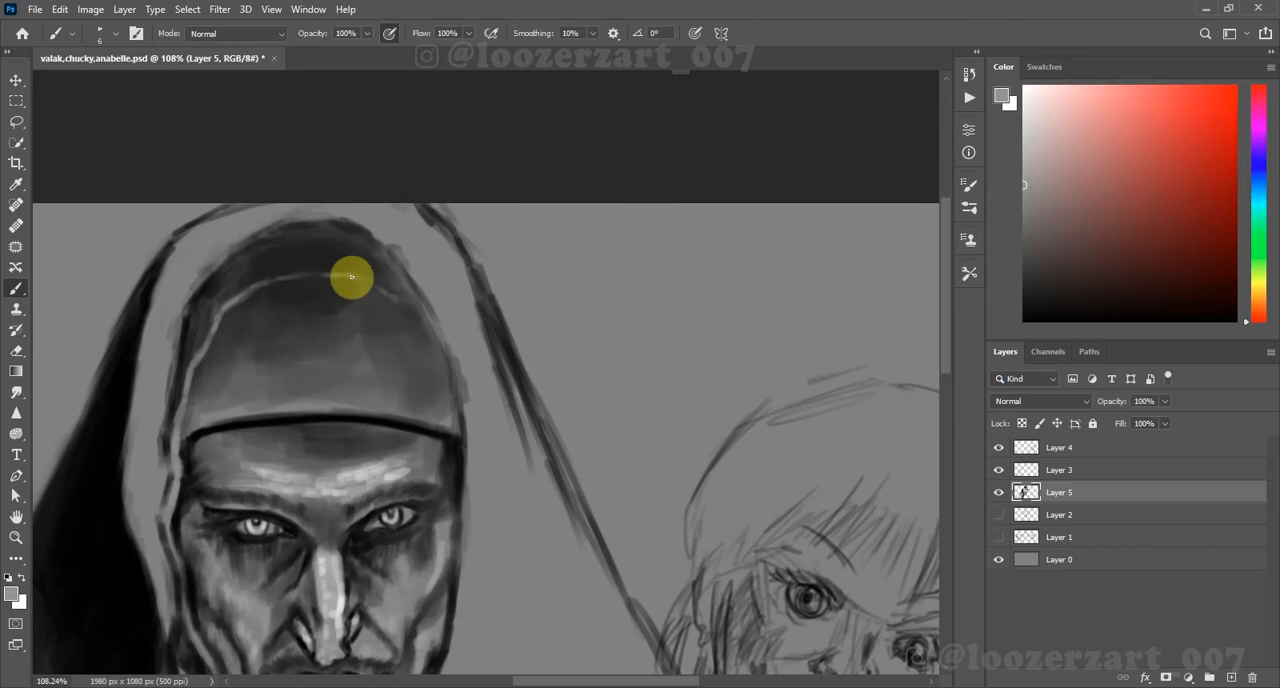 Ps File Edit Image Layer Type Select Filter 3D View Window Help
6 Mode: Normal Opacity: 100% Flow: 100% Smoothing: 10% 0°
valak,chucky,anabelle.psd @ 108% (Layer 5, RGB/8#) * ×
@loozerzart_007
Color Swatches
Layers Channels Paths
Kind
Normal Opacity: 100%
Lock: Fill: 100%
Layer 4
Layer 3
Layer 5
Layer 2
Layer 1
Layer 0
@loozerzart_007
108.24% 1980 px x 1080 px (500 ppi)